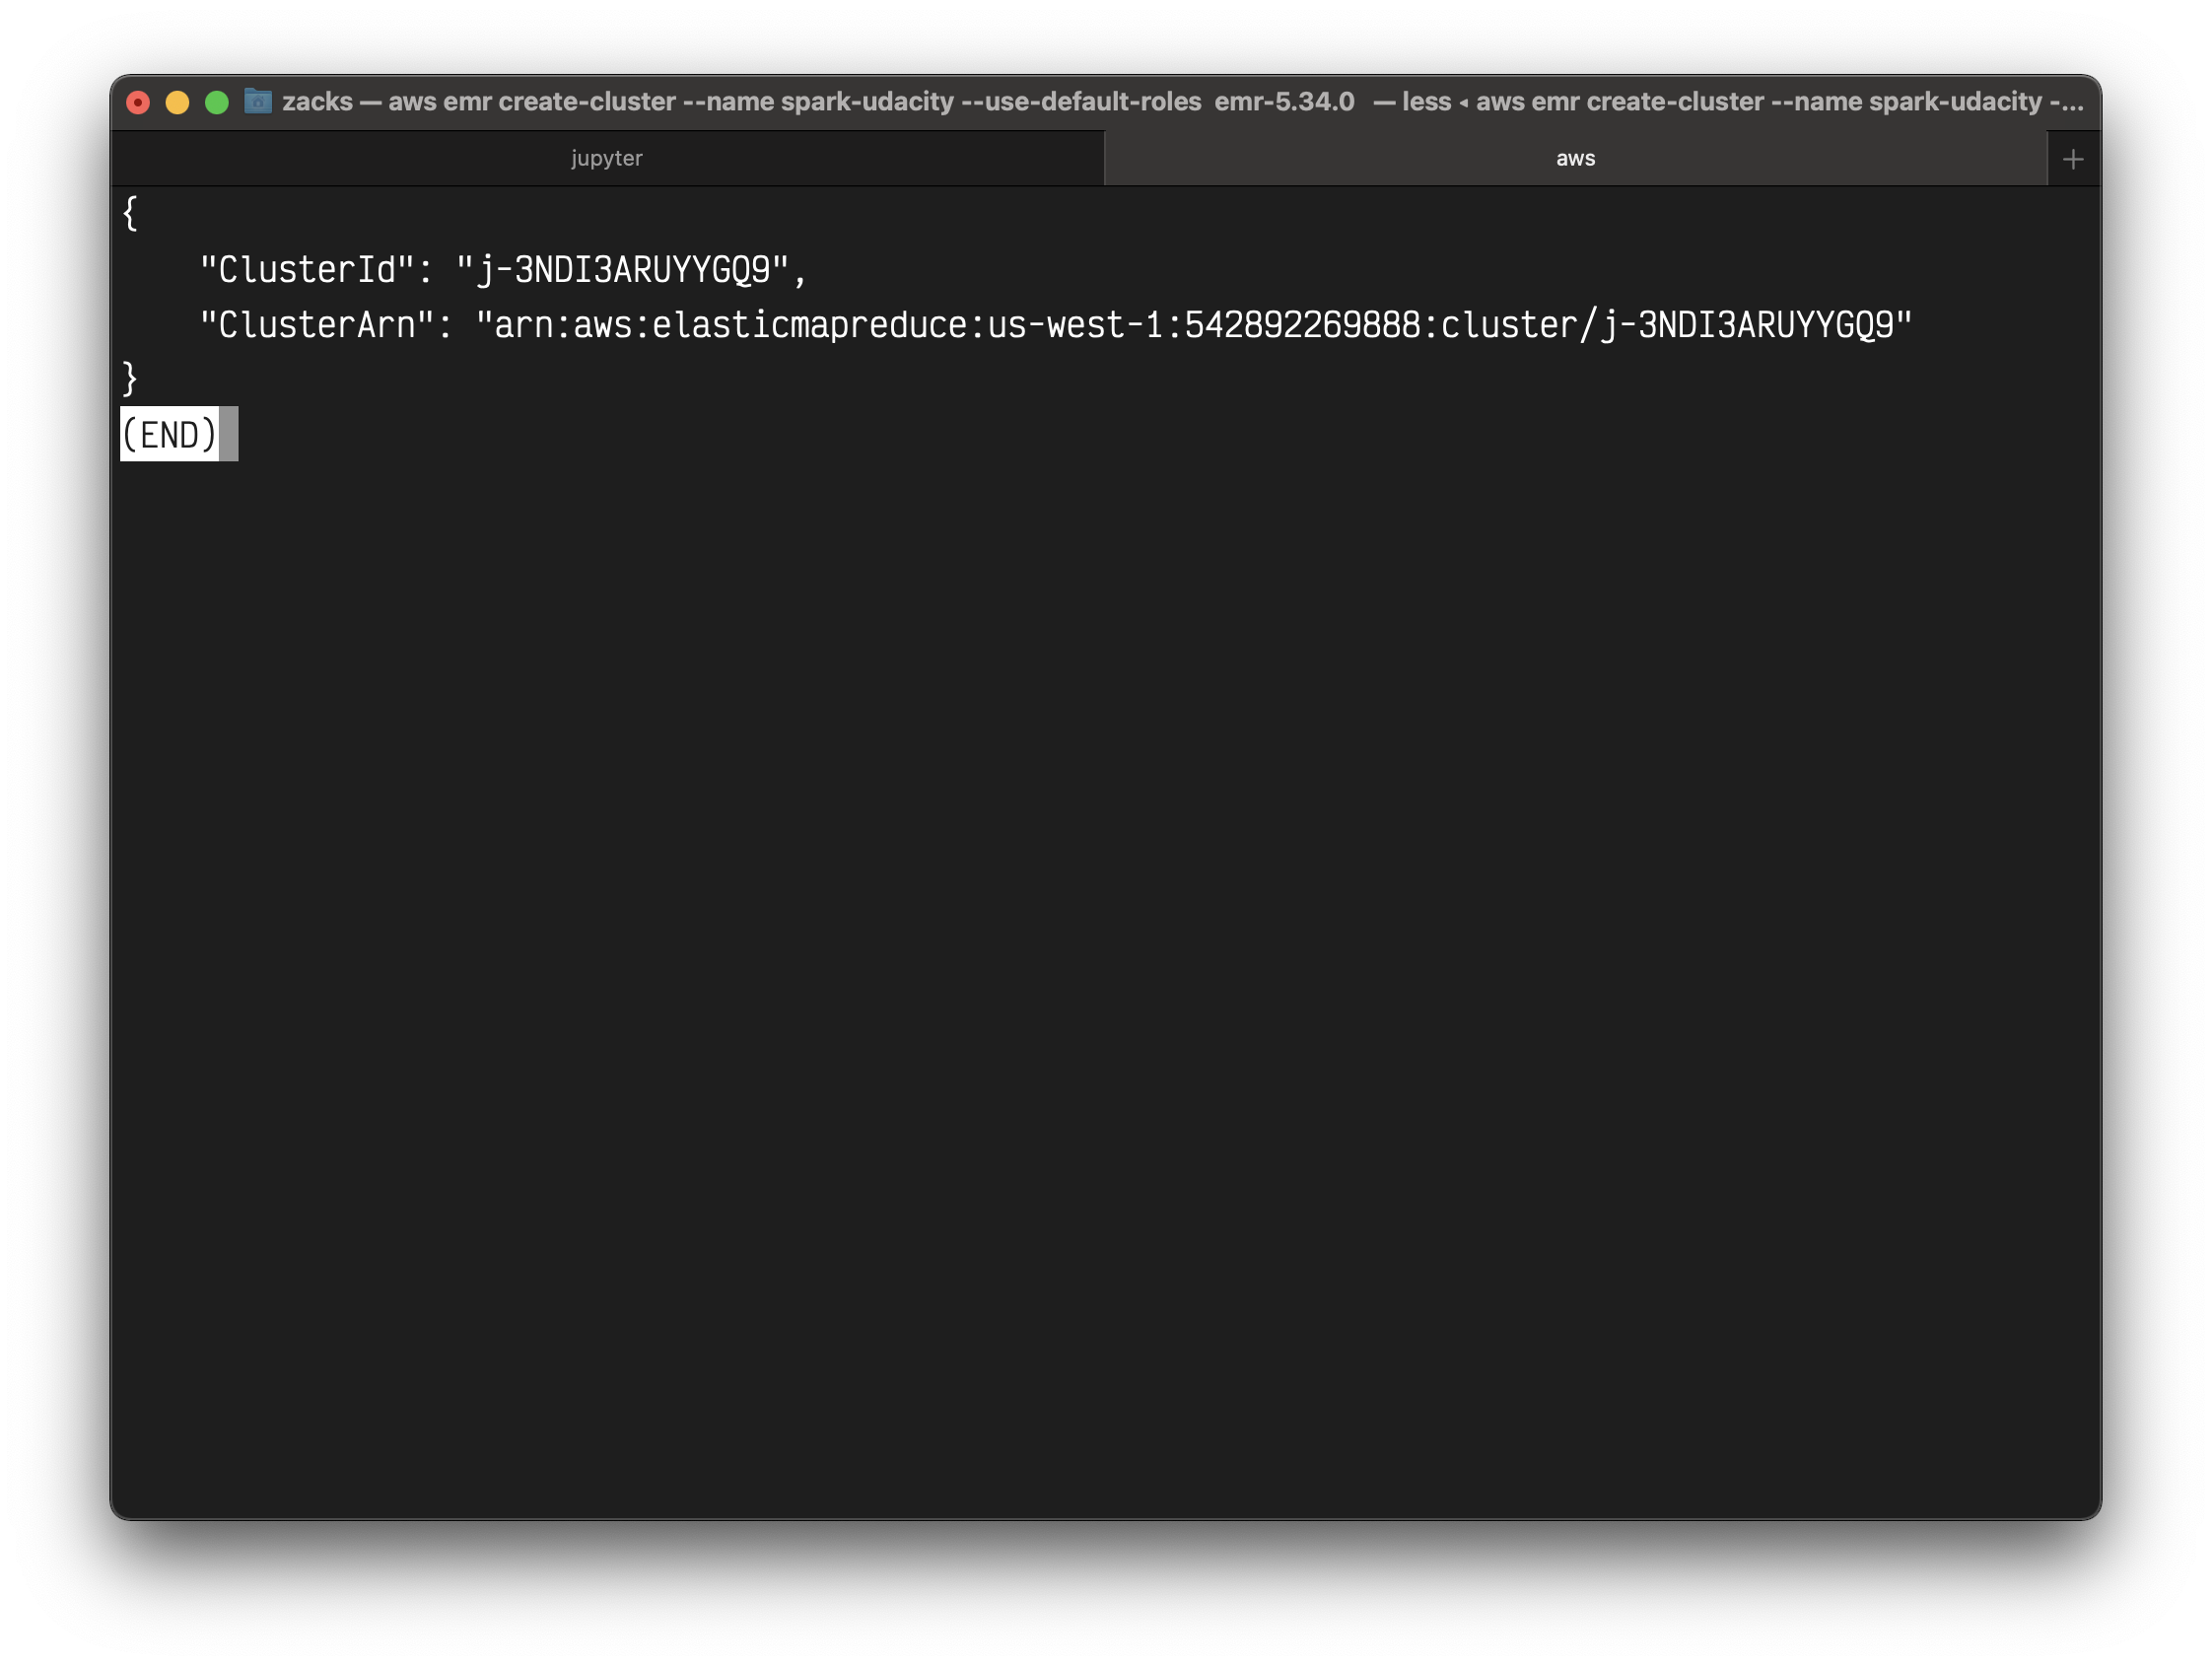 zacks — aws emr create-cluster --name spark-udacity --use-default-roles  emr-5.34.0  — less ◂ aws emr create-cluster --name spark-udacity -...
jupyter
aws
+
{
    "ClusterId": "j-3NDI3ARUYYGQ9",
    "ClusterArn": "arn:aws:elasticmapreduce:us-west-1:542892269888:cluster/j-3NDI3ARUYYGQ9"
}
(END)